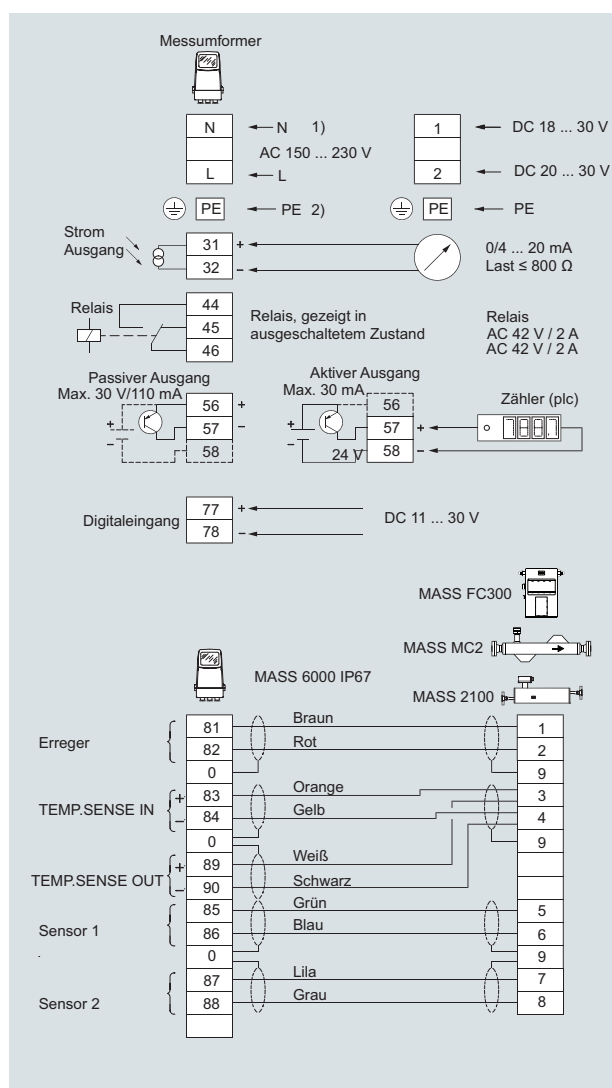 Messumformer
N
N 1)
1
DC 18 ... 30 V
AC 150 ... 230 V
L
L
2
DC 20 ... 30 V
PE
PE 2)
PE
PE
Strom
Ausgang
31 +
32 –
0/4 ... 20 mA
Last ≤ 800 Ω
Relais
44
45
46
Relais, gezeigt in
ausgeschaltetem Zustand
Relais
AC 42 V / 2 A
AC 42 V / 2 A
Passiver Ausgang
Max. 30 V/110 mA
+
–
56 +
57 –
58
Aktiver Ausgang
Max. 30 mA
+
–
24 V
56
57 +
58 –
Zähler (plc)
Digitaleingang
77 +
78 –
DC 11 ... 30 V
MASS FC300
MASS MC2
MASS 6000 IP67
MASS 2100
Erreger
81 Braun 1
82 Rot 2
0 9
TEMP.SENSE IN
+ 83 Orange 3
– 84 Gelb 4
0 9
TEMP.SENSE OUT
+ 89 Weiß
– 90 Schwarz
Sensor 1
85 Grün 5
86 Blau 6
0 9
Sensor 2
87 Lila 7
88 Grau 8